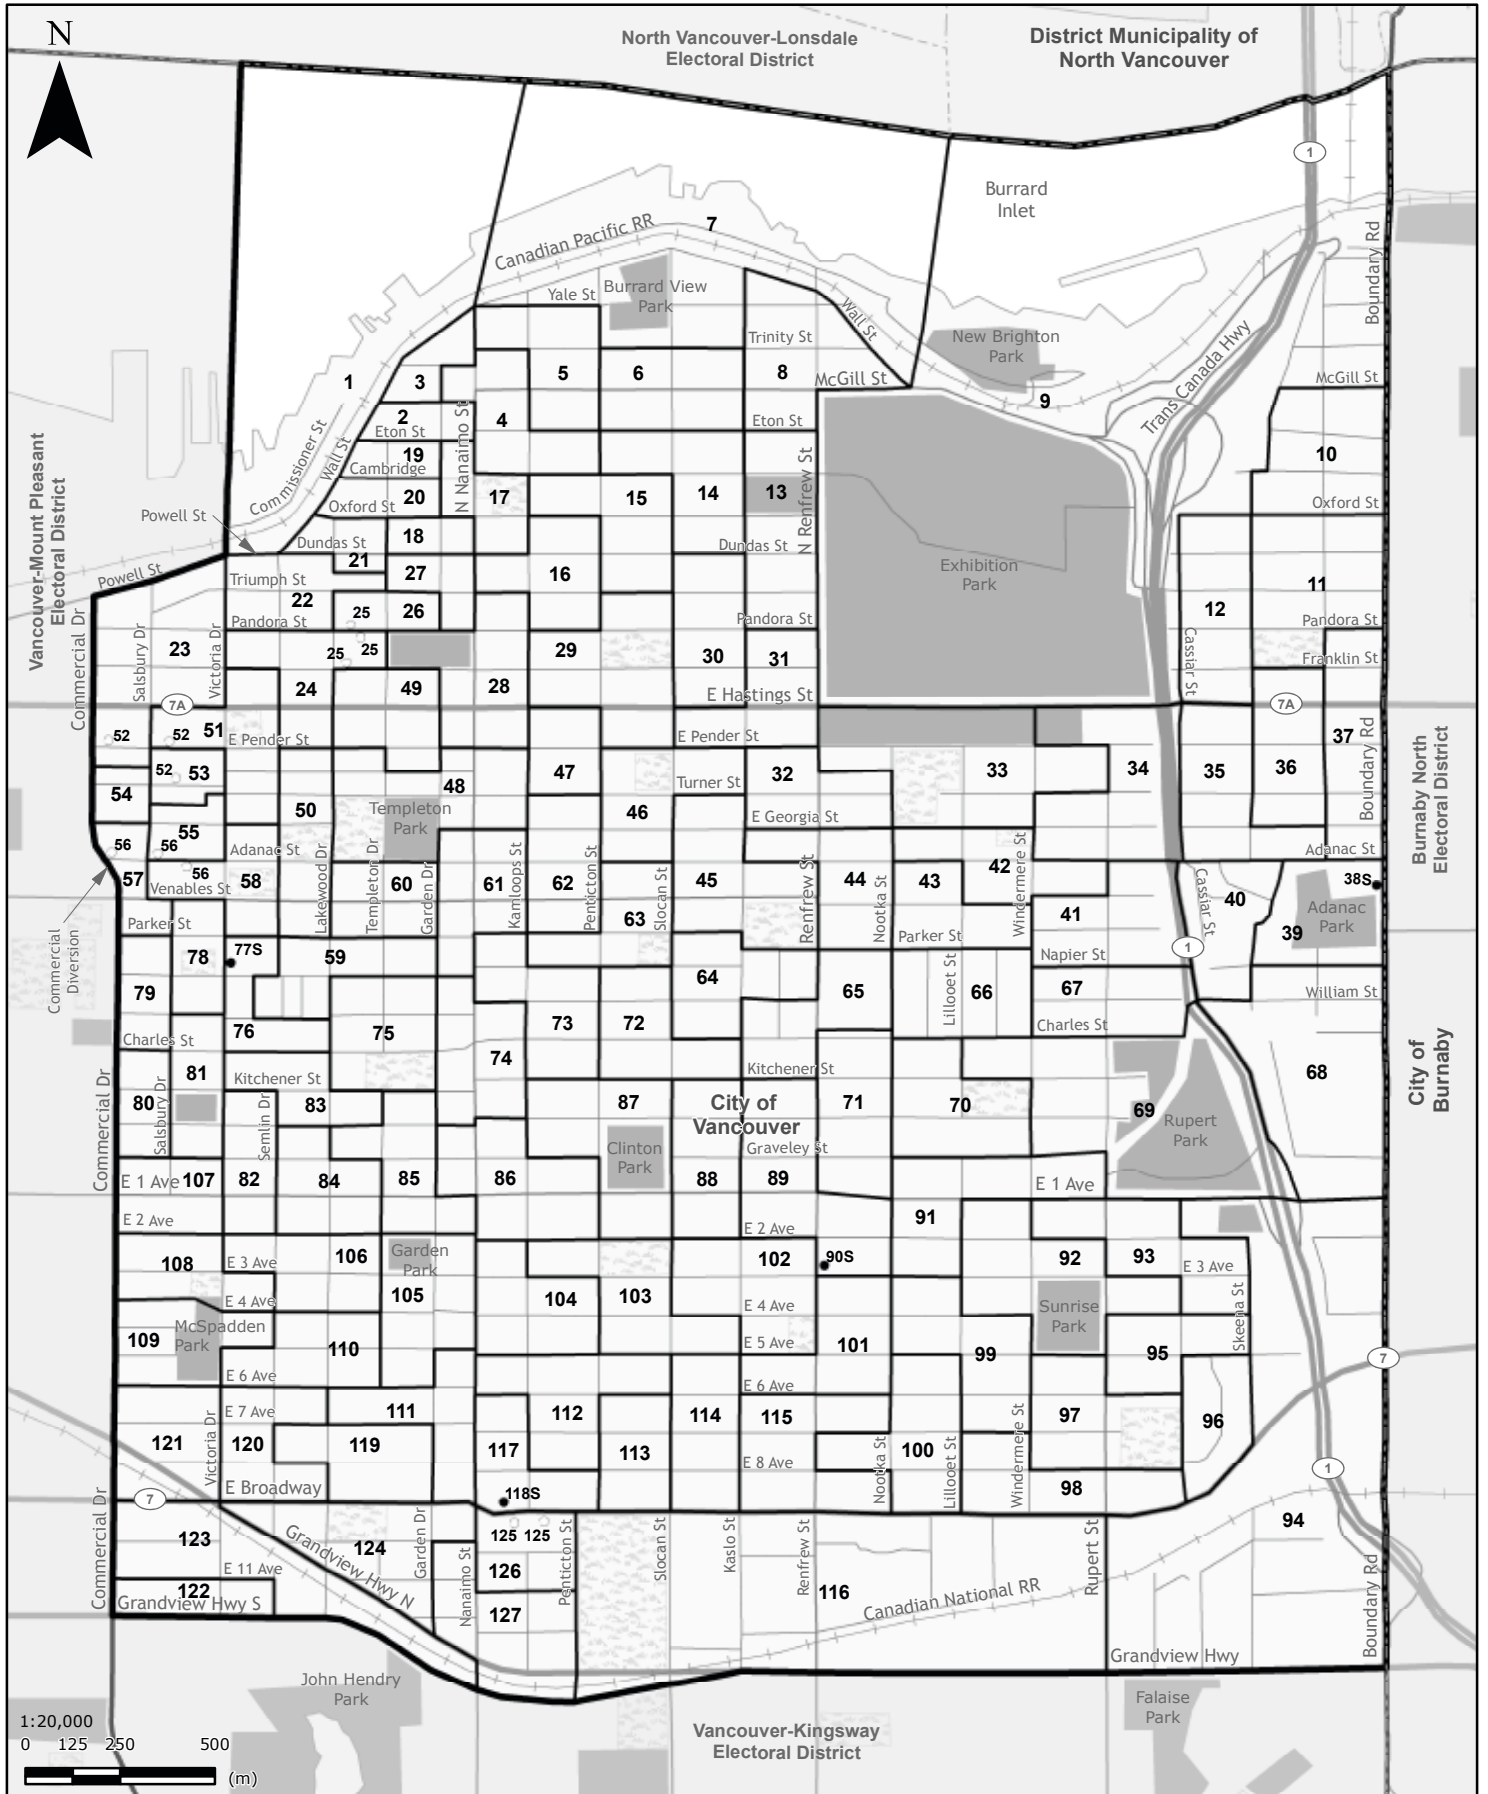 N
North Vancouver-Lonsdale
Electoral District
District Municipality of
North Vancouver
1
Burrard
Inlet
7
Canadian Pacific RR
Boundary Rd
Yale St
Burrard View
Park
Wall St
Trinity St
New Brighton
Park
Trans Canada Hwy
1
3
5
6
8
McGill St
9
McGill St
2
Eton St
4
Eton St
N Nanaimo St
Commissioner St
Wall St
19
Cambridge
10
Vancouver-Mount Pleasant
Electoral District
20
17
15
14
13
N Renfrew St
Oxford St
Oxford St
Powell St
18
Dundas St
Dundas St
21
27
16
Exhibition
Park
11
Powell St
Triumph St
22
25
26
12
Pandora St
Pandora St
Pandora St
Commercial Dr
Salsbury Dr
Victoria Dr
23
25
25
29
30
31
Cassiar St
Franklin St
24
49
28
E Hastings St
7A
7A
52
52
51
E Pender St
E Pender St
37
Boundary Rd
52
53
48
47
Turner St
32
33
34
35
36
54
50
Templeton
Park
46
E Georgia St
Burnaby North
Electoral District
56
56
55
Adanac St
Adanac St
57
56
Venables St
58
Lakewood Dr
Templeton Dr
60
Garden Dr
61
Kamloops St
62
Penticton St
Slocan St
45
Renfrew St
44
Nootka St
43
42
Windermere St
Cassiar St
40
38S
Adanac
Park
39
Parker St
63
Parker St
41
Commercial
Diversion
78
77S
59
Napier St
1
79
64
65
Lillooet St
66
67
William St
76
75
73
72
Charles St
Charles St
City of
Burnaby
81
Kitchener St
74
Kitchener St
68
Commercial Dr
80
Salsbury Dr
Semlin Dr
83
87
City of
Vancouver
71
70
69
Rupert
Park
Clinton
Park
Graveley St
E 1 Ave
107
82
84
85
86
88
89
E 1 Ave
E 2 Ave
E 2 Ave
91
108
E 3 Ave
106
Garden
Park
102
90S
92
93
E 3 Ave
E 4 Ave
105
104
103
E 4 Ave
Sunrise
Park
Skeena St
109
McSpadden
Park
110
E 5 Ave
101
99
95
7
E 6 Ave
E 6 Ave
E 7 Ave
111
112
114
115
97
96
121
Victoria Dr
120
119
117
113
E 8 Ave
Nootka St
100
Lillooet St
Windermere St
E Broadway
98
1
7
118S
Commercial Dr
123
Grandview Hwy N
124
Garden Dr
Nanaimo St
125
125
Penticton St
Slocan St
Kaslo St
Renfrew St
Rupert St
94
E 11 Ave
126
Boundary Rd
122
Grandview Hwy S
127
116
Canadian National RR
Grandview Hwy
John Hendry
Park
Falaise
Park
1:20,000
0 125 250 500
(m)
Vancouver-Kingsway
Electoral District